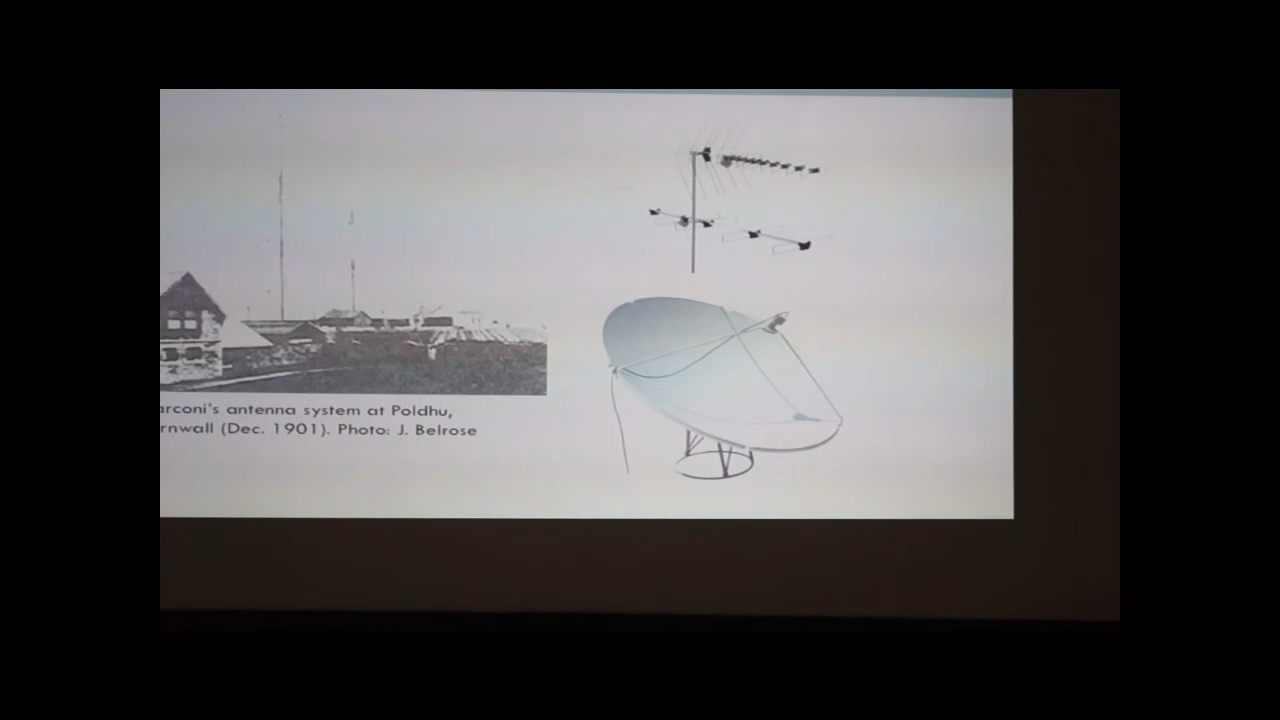 arconi's antenna system at Poldhu,
rnwall (Dec. 1901). Photo: J. Belrose